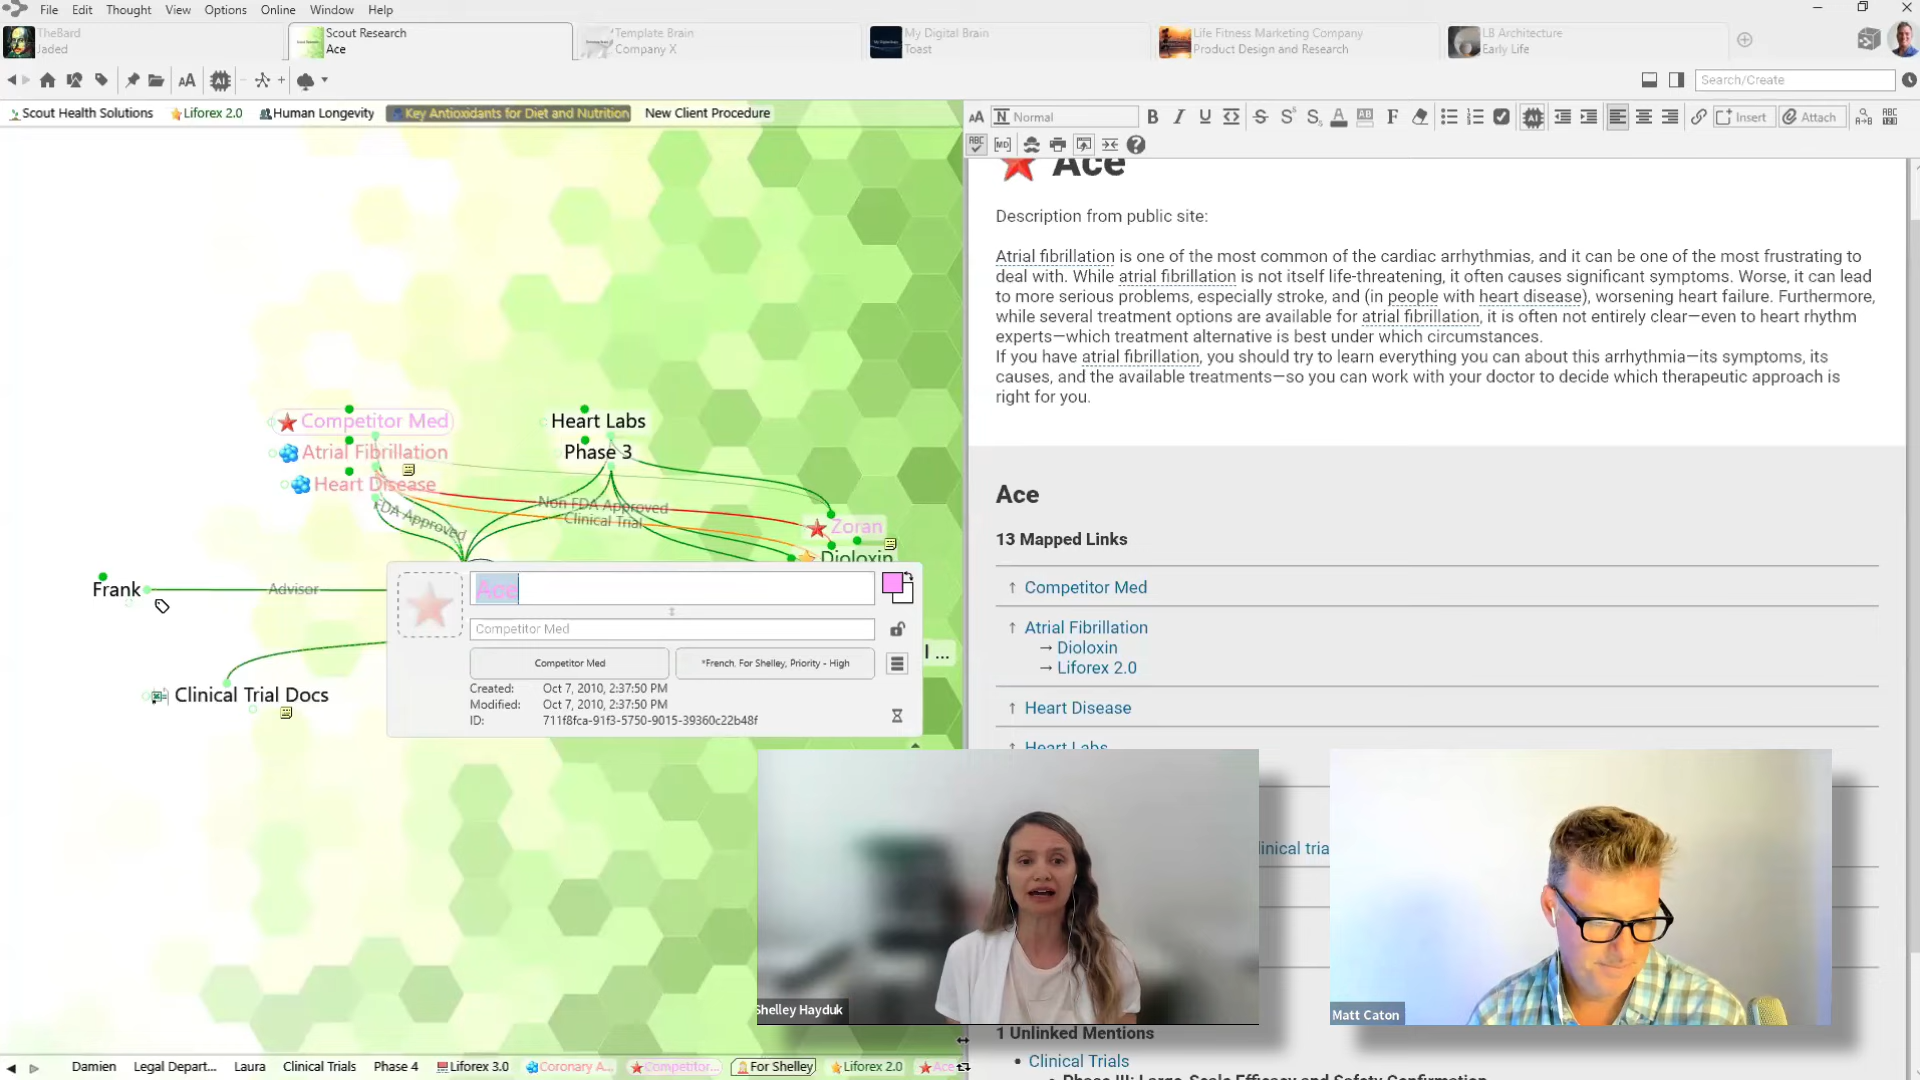 File Edit Thought View Options Online Window Help
TheBard
Jaded
Scout Research
Ace
Template Brain
Company X
My Digital Brain
Toast
Life Fitness Marketing Company
Product Design and Research
LB Architecture
Early Life
Search/Create
Scout Health Solutions Liforex 2.0 Human Longevity Key Antioxidants for Diet and Nutrition New Client Procedure
Normal
Insert
Attach
Ace
Description from public site:
Atrial fibrillation is one of the most common of the cardiac arrhythmias, and it can be one of the most frustrating to
deal with. While atrial fibrillation is not itself life-threatening, it often causes significant symptoms. Worse, it can lead
to more serious problems, especially stroke, and (in people with heart disease), worsening heart failure. Furthermore,
while several treatment options are available for atrial fibrillation, it is often not entirely clear—even to heart rhythm
experts—which treatment alternative is best under which circumstances.
If you have atrial fibrillation, you should try to learn everything you can about this arrhythmia—its symptoms, its
causes, and the available treatments—so you can work with your doctor to decide which therapeutic approach is
right for you.
Competitor Med
Atrial Fibrillation
Heart Disease
Heart Labs
Phase 3
FDA Approved
Non FDA Approved
Clinical Trial
Zoran
Dioloxin
Frank
Advisor
Clinical Trial Docs
Ace
Competitor Med
Competitor Med
*French, For Shelley, Priority - High
Created: Oct 7, 2010, 2:37:50 PM
Modified: Oct 7, 2010, 2:37:50 PM
ID: 711f8fca-91f3-5750-9015-39360c22b48f
Ace
13 Mapped Links
↑ Competitor Med
↑ Atrial Fibrillation
→ Dioloxin
→ Liforex 2.0
↑ Heart Disease
↑ Heart Labs
Shelley Hayduk
Matt Caton
1 Unlinked Mentions
• Clinical Trials
• Phase III: Large-Scale Efficacy and Safety Confirmation
Damien Legal Depart... Laura Clinical Trials Phase 4 Liforex 3.0 Coronary A... Competitor... For Shelley Liforex 2.0 Ace